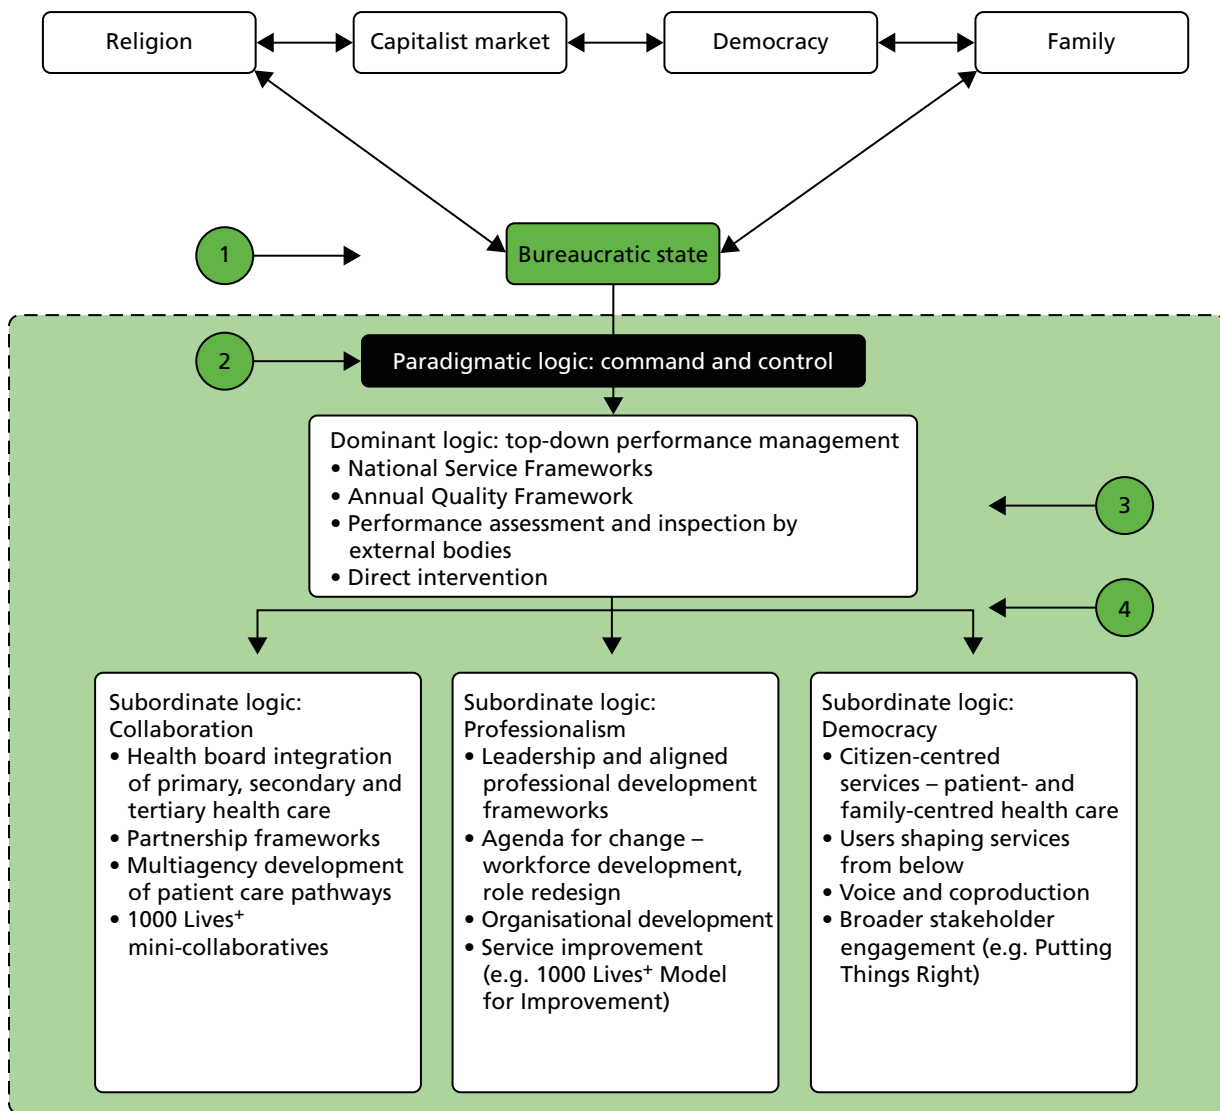 Religion
Capitalist market
Democracy
Family
1
Bureaucratic state
2
Paradigmatic logic: command and control
Dominant logic: top-down performance management
• National Service Frameworks
• Annual Quality Framework
• Performance assessment and inspection by
external bodies
• Direct intervention
3
4
Subordinate logic:
Collaboration
• Health board integration
of primary, secondary and
tertiary health care
• Partnership frameworks
• Multiagency development
of patient care pathways
• 1000 Lives⁺
mini-collaboratives
Subordinate logic:
Professionalism
• Leadership and aligned
professional development
frameworks
• Agenda for change –
workforce development,
role redesign
• Organisational development
• Service improvement
(e.g. 1000 Lives⁺ Model
for Improvement)
Subordinate logic:
Democracy
• Citizen-centred
services – patient- and
family-centred health care
• Users shaping services
from below
• Voice and coproduction
• Broader stakeholder
engagement (e.g. Putting
Things Right)